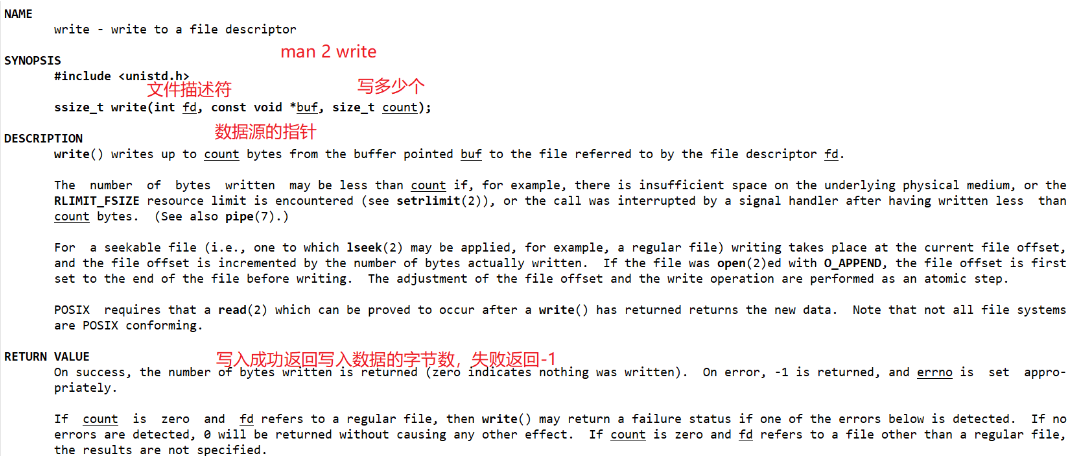 NAME
write - write to a file descriptor
man 2 write
SYNOPSIS
#include <unistd.h>
文件描述符 写多少个
ssize_t write(int fd, const void *buf, size_t count);
数据源的指针
DESCRIPTION
write() writes up to count bytes from the buffer pointed buf to the file referred to by the file descriptor fd.
The number of bytes written may be less than count if, for example, there is insufficient space on the underlying physical medium, or the
RLIMIT_FSIZE resource limit is encountered (see setrlimit(2)), or the call was interrupted by a signal handler after having written less than
count bytes. (See also pipe(7).)
For a seekable file (i.e., one to which lseek(2) may be applied, for example, a regular file) writing takes place at the current file offset,
and the file offset is incremented by the number of bytes actually written. If the file was open(2)ed with O_APPEND, the file offset is first
set to the end of the file before writing. The adjustment of the file offset and the write operation are performed as an atomic step.
POSIX requires that a read(2) which can be proved to occur after a write() has returned returns the new data. Note that not all file systems
are POSIX conforming.
RETURN VALUE
写入成功返回写入数据的字节数，失败返回-1
On success, the number of bytes written is returned (zero indicates nothing was written). On error, -1 is returned, and errno is set appro-
priately.
If count is zero and fd refers to a regular file, then write() may return a failure status if one of the errors below is detected. If no
errors are detected, 0 will be returned without causing any other effect. If count is zero and fd refers to a file other than a regular file,
the results are not specified.